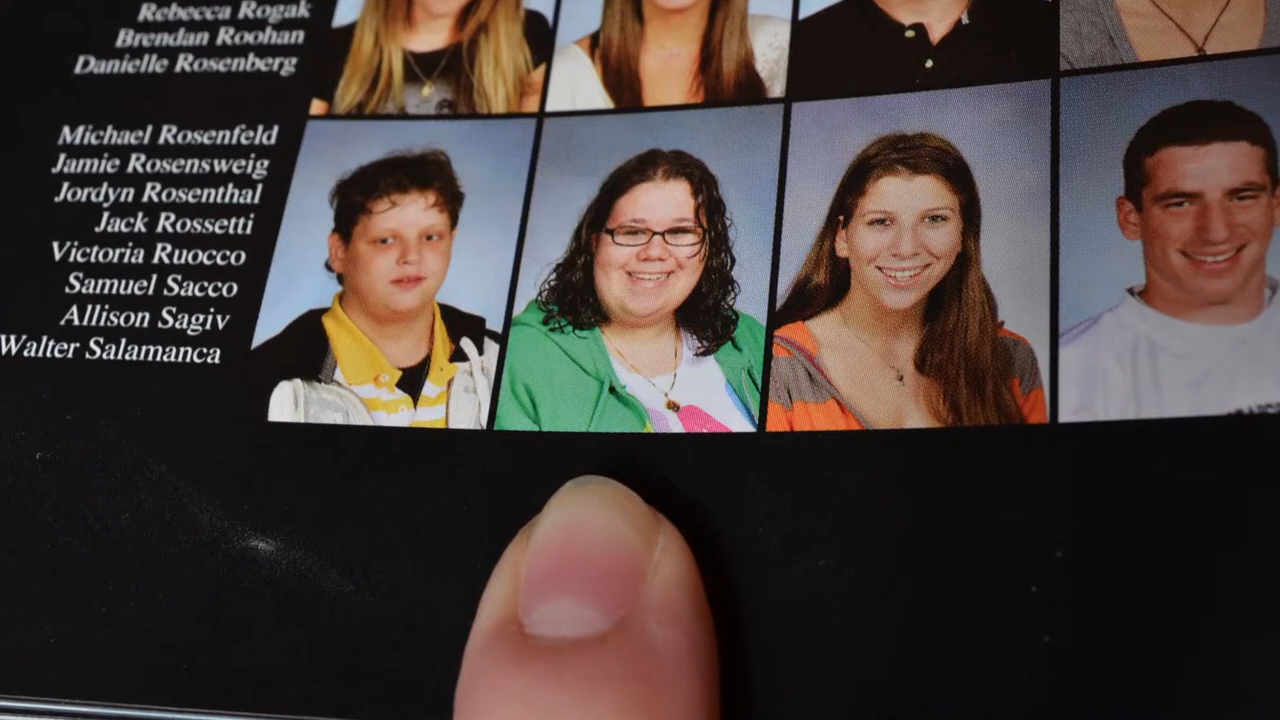 Rebecca Rogak
Brendan Roohan
Danielle Rosenberg
Michael Rosenfeld
Jamie Rosensweig
Jordyn Rosenthal
Jack Rossetti
Victoria Ruocco
Samuel Sacco
Allison Sagiv
Walter Salamanca